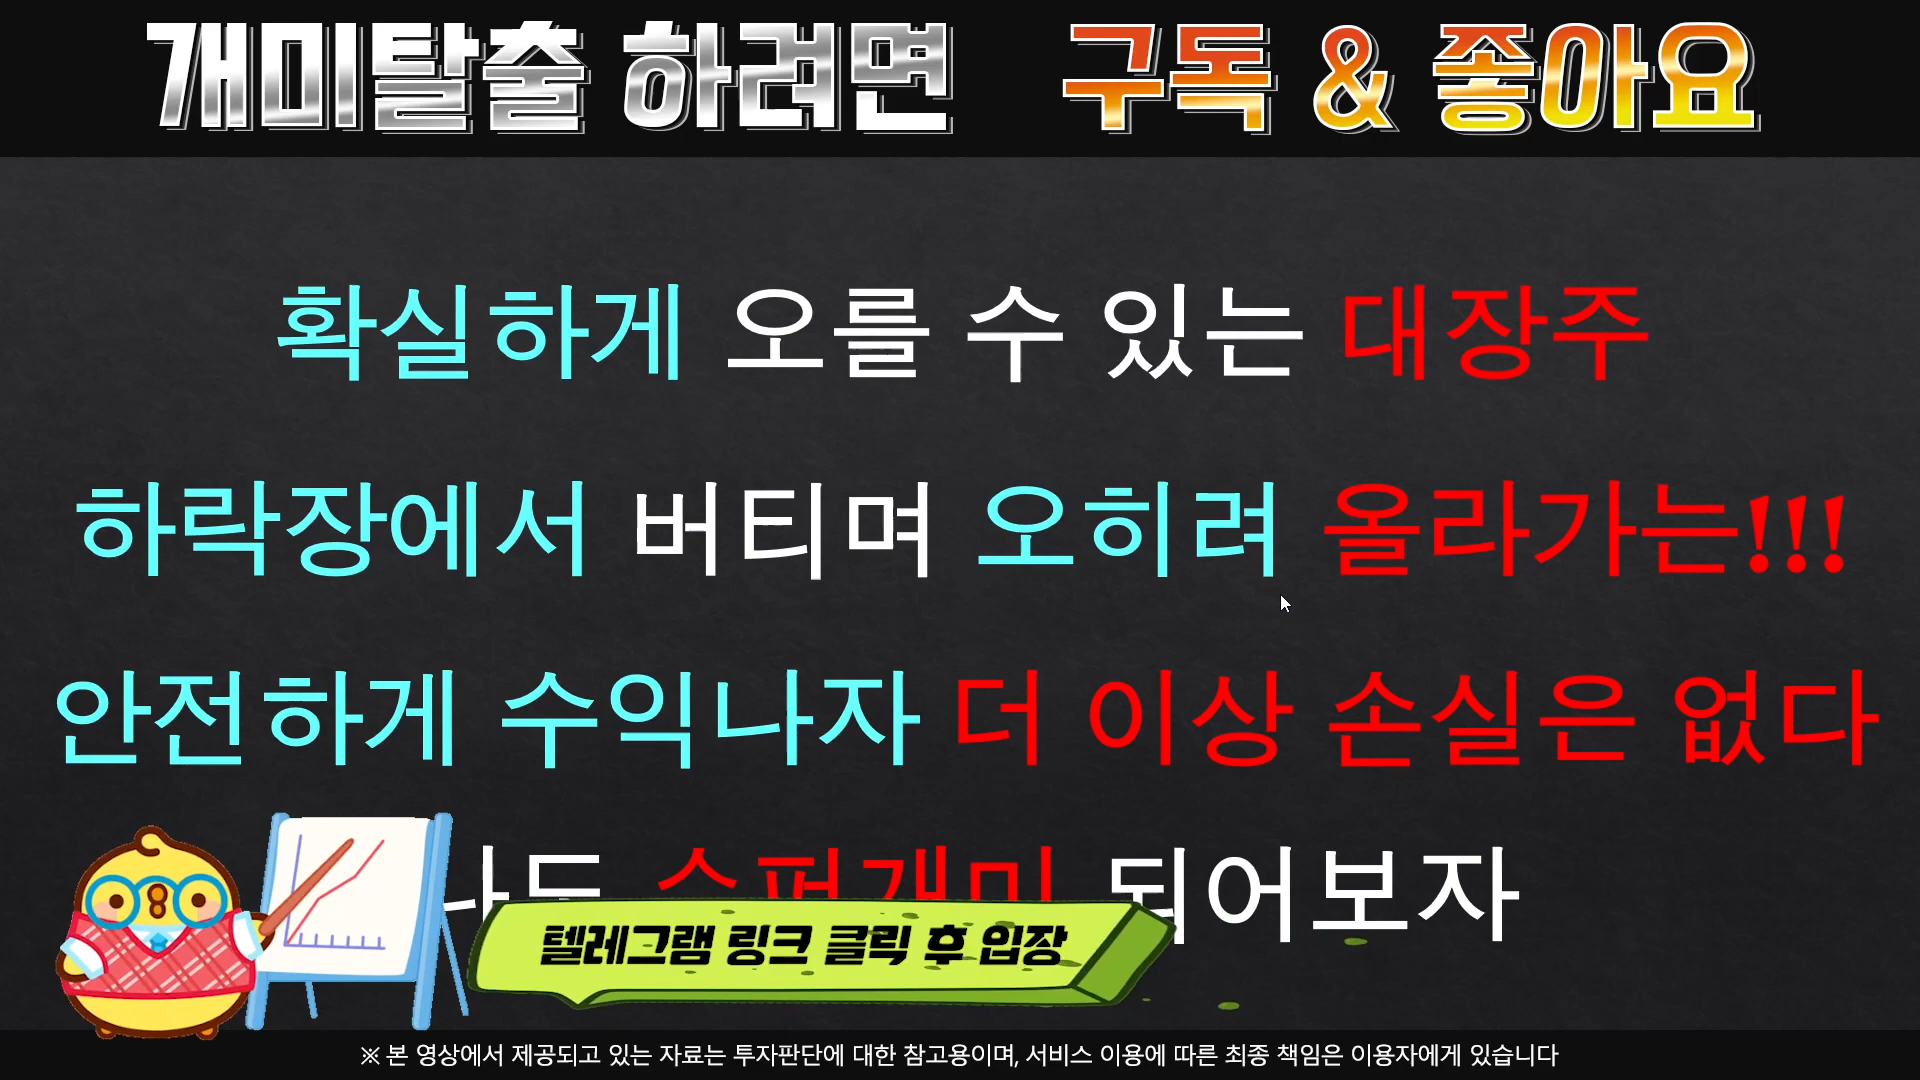 개미탈출 하려면 구독 & 좋아요
확실하게 오를 수 있는 대장주
하락장에서 버티며 오히려 올라가는!!!
안전하게 수익나자 더 이상 손실은 없다
되어보자
텔레그램 링크 클릭 후 입장
※ 본 영상에서 제공되고 있는 자료는 투자판단에 대한 참고용이며, 서비스 이용에 따른 최종 책임은 이용자에게 있습니다